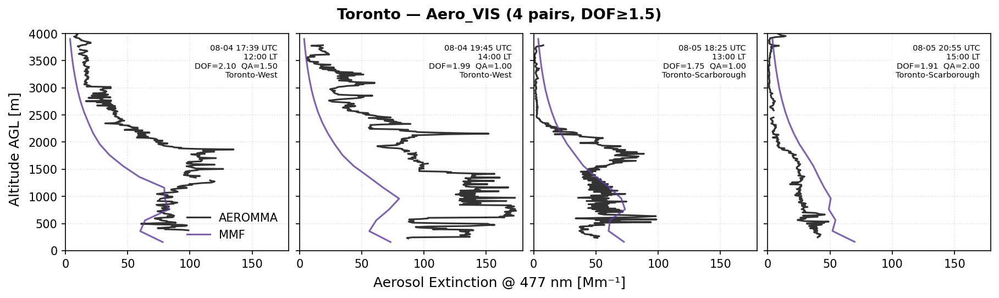 Toronto — Aero_VIS (4 pairs, DOF≥1.5)
Altitude AGL [m]
4000
3500
3000
2500
2000
1500
1000
500
0
08-04 17:39 UTC
12:00 LT
DOF=2.10 QA=1.50
Toronto-West
AEROMMA
MMF
0 50 100 150
08-04 19:45 UTC
14:00 LT
DOF=1.99 QA=1.00
Toronto-West
0 50 100 150
08-05 18:25 UTC
13:00 LT
DOF=1.75 QA=1.00
Toronto-Scarborough
0 50 100 150
08-05 20:55 UTC
15:00 LT
DOF=1.91 QA=2.00
Toronto-Scarborough
0 50 100 150
Aerosol Extinction @ 477 nm [Mm⁻¹]